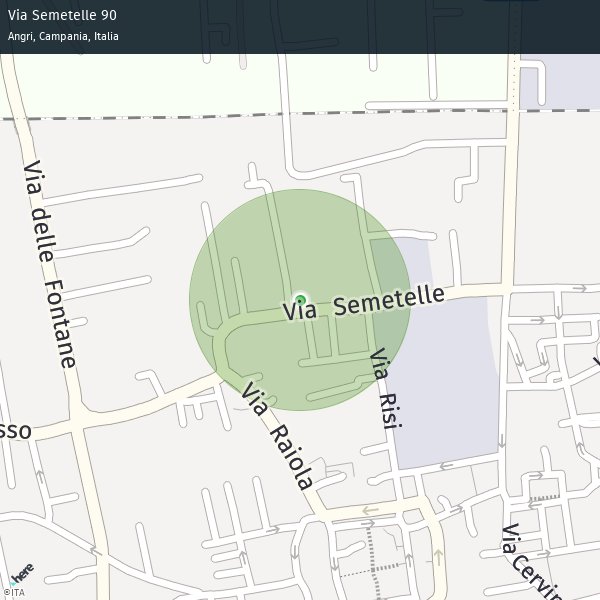 Via Semetelle 90
Angri, Campania, Italia
Via delle Fontane
Via Semetelle
Via Risi
sso
Via Raiola
Via Cervin
here
©ITA